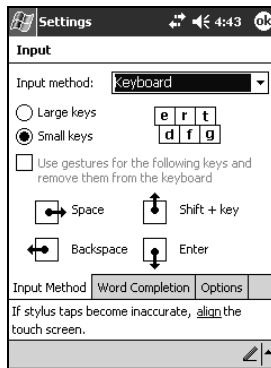 Settings 4:43 ok
Input
Input method: Keyboard
Large keys
e r t
Small keys
d f g
Use gestures for the following keys and
remove them from the keyboard
Space Shift + key
Backspace Enter
Input Method Word Completion Options
If stylus taps become inaccurate, align the
touch screen.